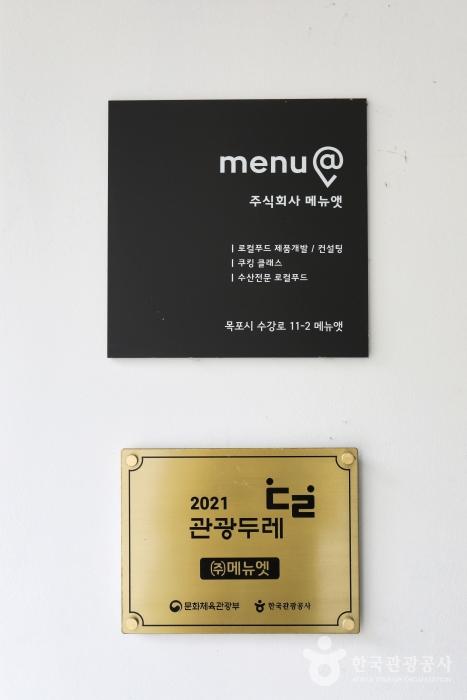 menu@
주식회사 메뉴앳
| 로컬푸드 제품개발 / 컨설팅
| 쿠킹 클래스
| 수산전문 로컬푸드
목포시 수강로 11-2 메뉴앳
2021
관광두레
㈜메뉴엣
문화체육관광부 한국관광공사
한국관광공사
KOREA TOURISM ORGANIZATION